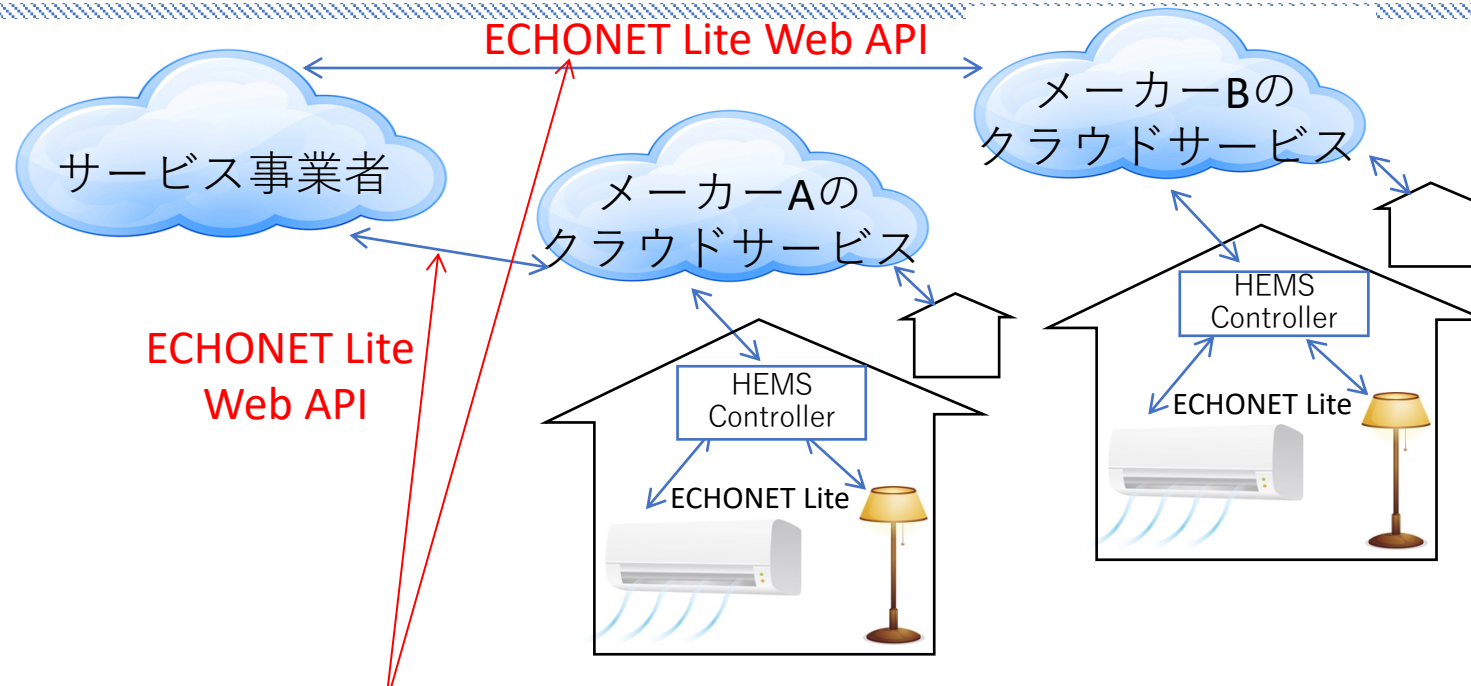 ECHONET Lite Web API
サービス事業者
メーカーAの
クラウドサービス
メーカーBの
クラウドサービス
ECHONET Lite
Web API
HEMS
Controller
ECHONET Lite
HEMS
Controller
ECHONET Lite